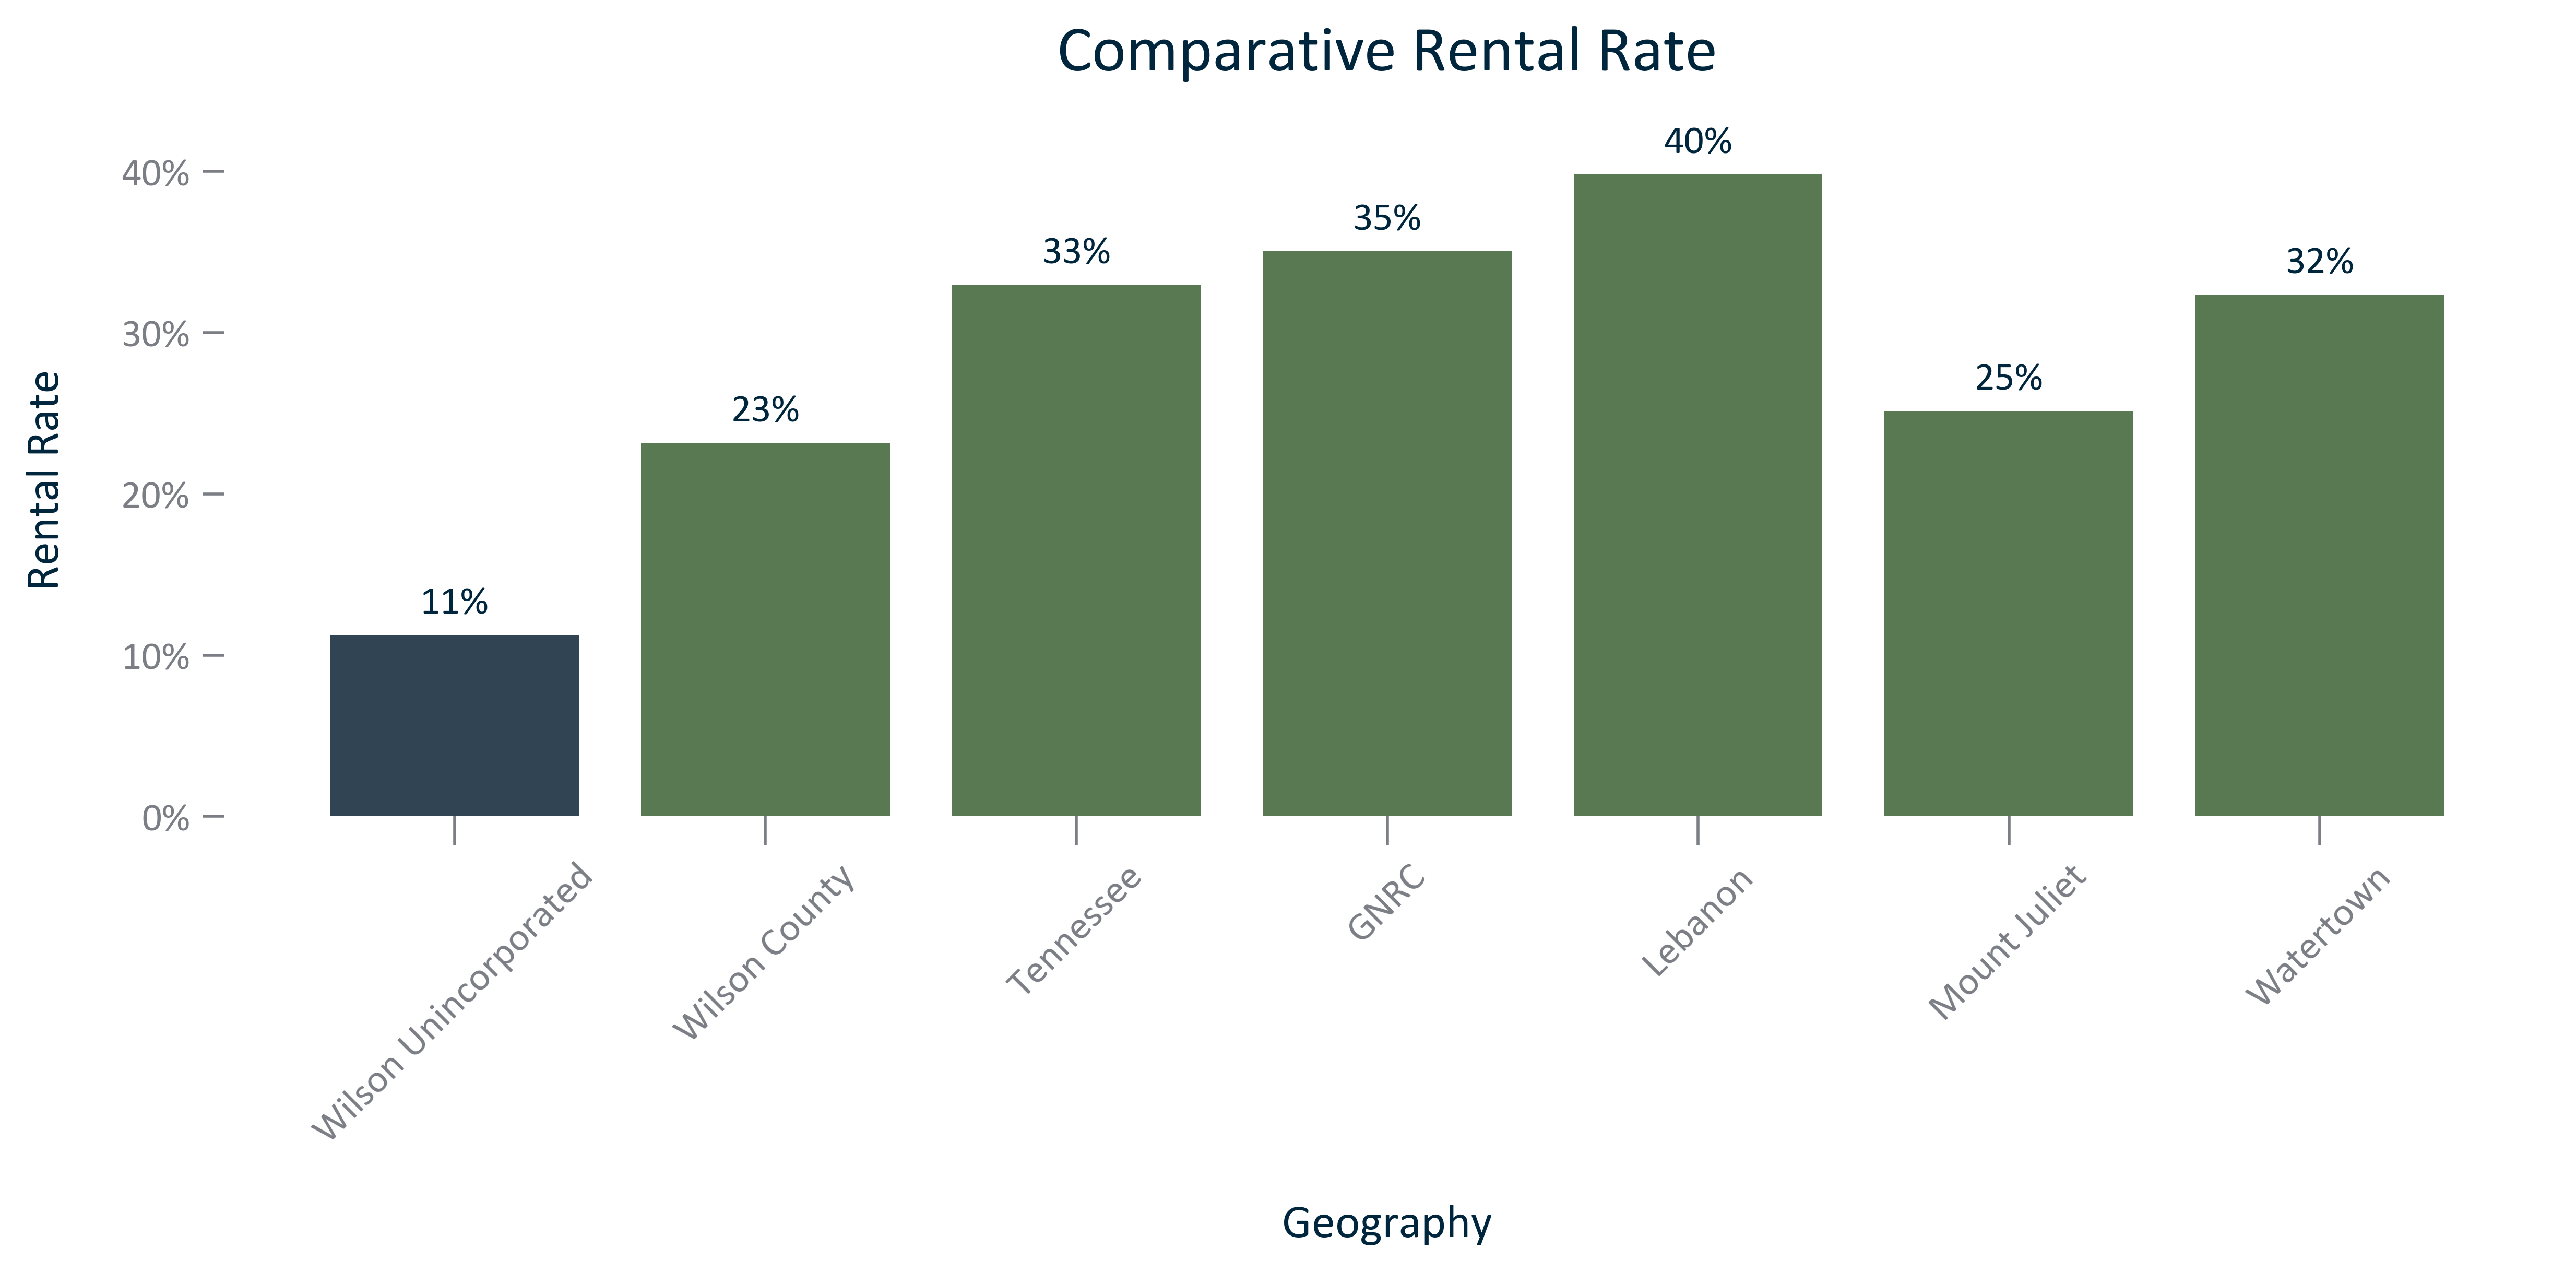 Comparative Rental Rate
Rental Rate
40%
30%
20%
10%
0%
11%
23%
33%
35%
40%
25%
32%
Wilson Unincorporated
Wilson County
Tennessee
GNRC
Lebanon
Mount Juliet
Watertown
Geography